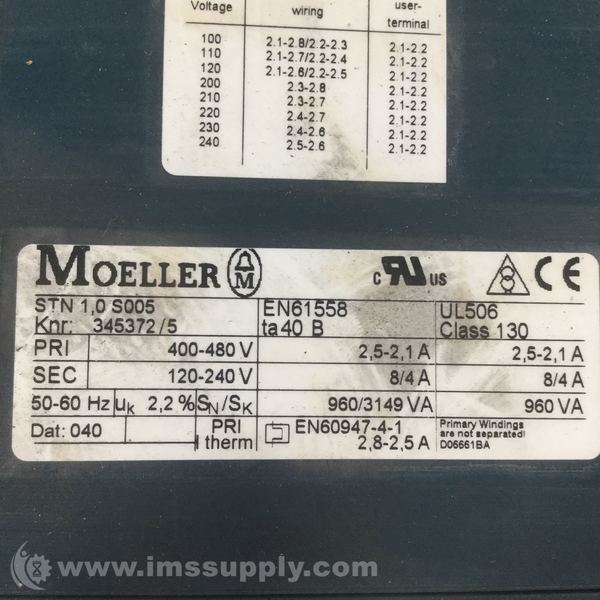 Voltage wiring user-
terminal
100 2.1-2.8/2.2-2.3 2.1-2.2
110 2.1-2.7/2.2-2.4 2.1-2.2
120 2.1-2.6/2.2-2.5 2.1-2.2
200 2.3-2.8 2.1-2.2
210 2.3-2.7 2.1-2.2
220 2.4-2.7 2.1-2.2
230 2.4-2.6 2.1-2.2
240 2.5-2.6 2.1-2.2
MOELLER M c RU US CE
STN 1,0 S005 EN61558 UL506
Knr: 345372/5 ta40 B Class 130
PRI 400-480 V 2,5-2,1 A 2,5-2,1 A
SEC 120-240 V 8/4 A 8/4 A
50-60 Hz uk 2,2 % SN/SK 960/3149 VA 960 VA
Dat: 040 PRI therm EN60947-4-1 2,8-2,5 A
Primary Windings
are not separated!
D06661BA
© www.imssupply.com